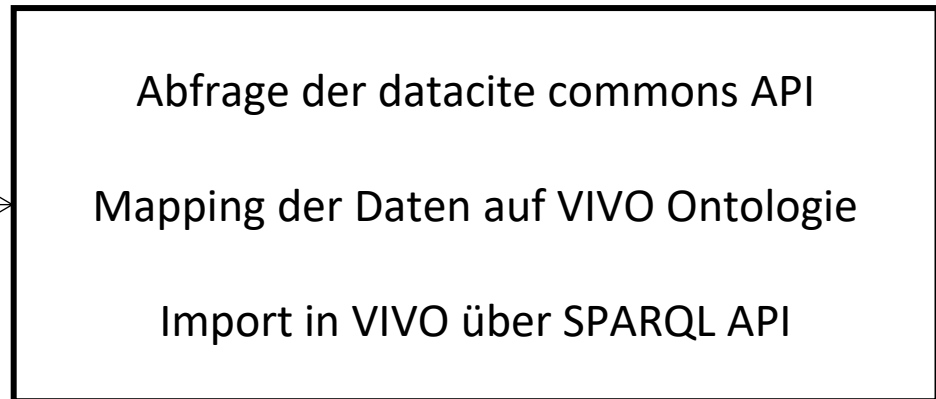 Abfrage der datacite commons API
Mapping der Daten auf VIVO Ontologie
Import in VIVO über SPARQL API